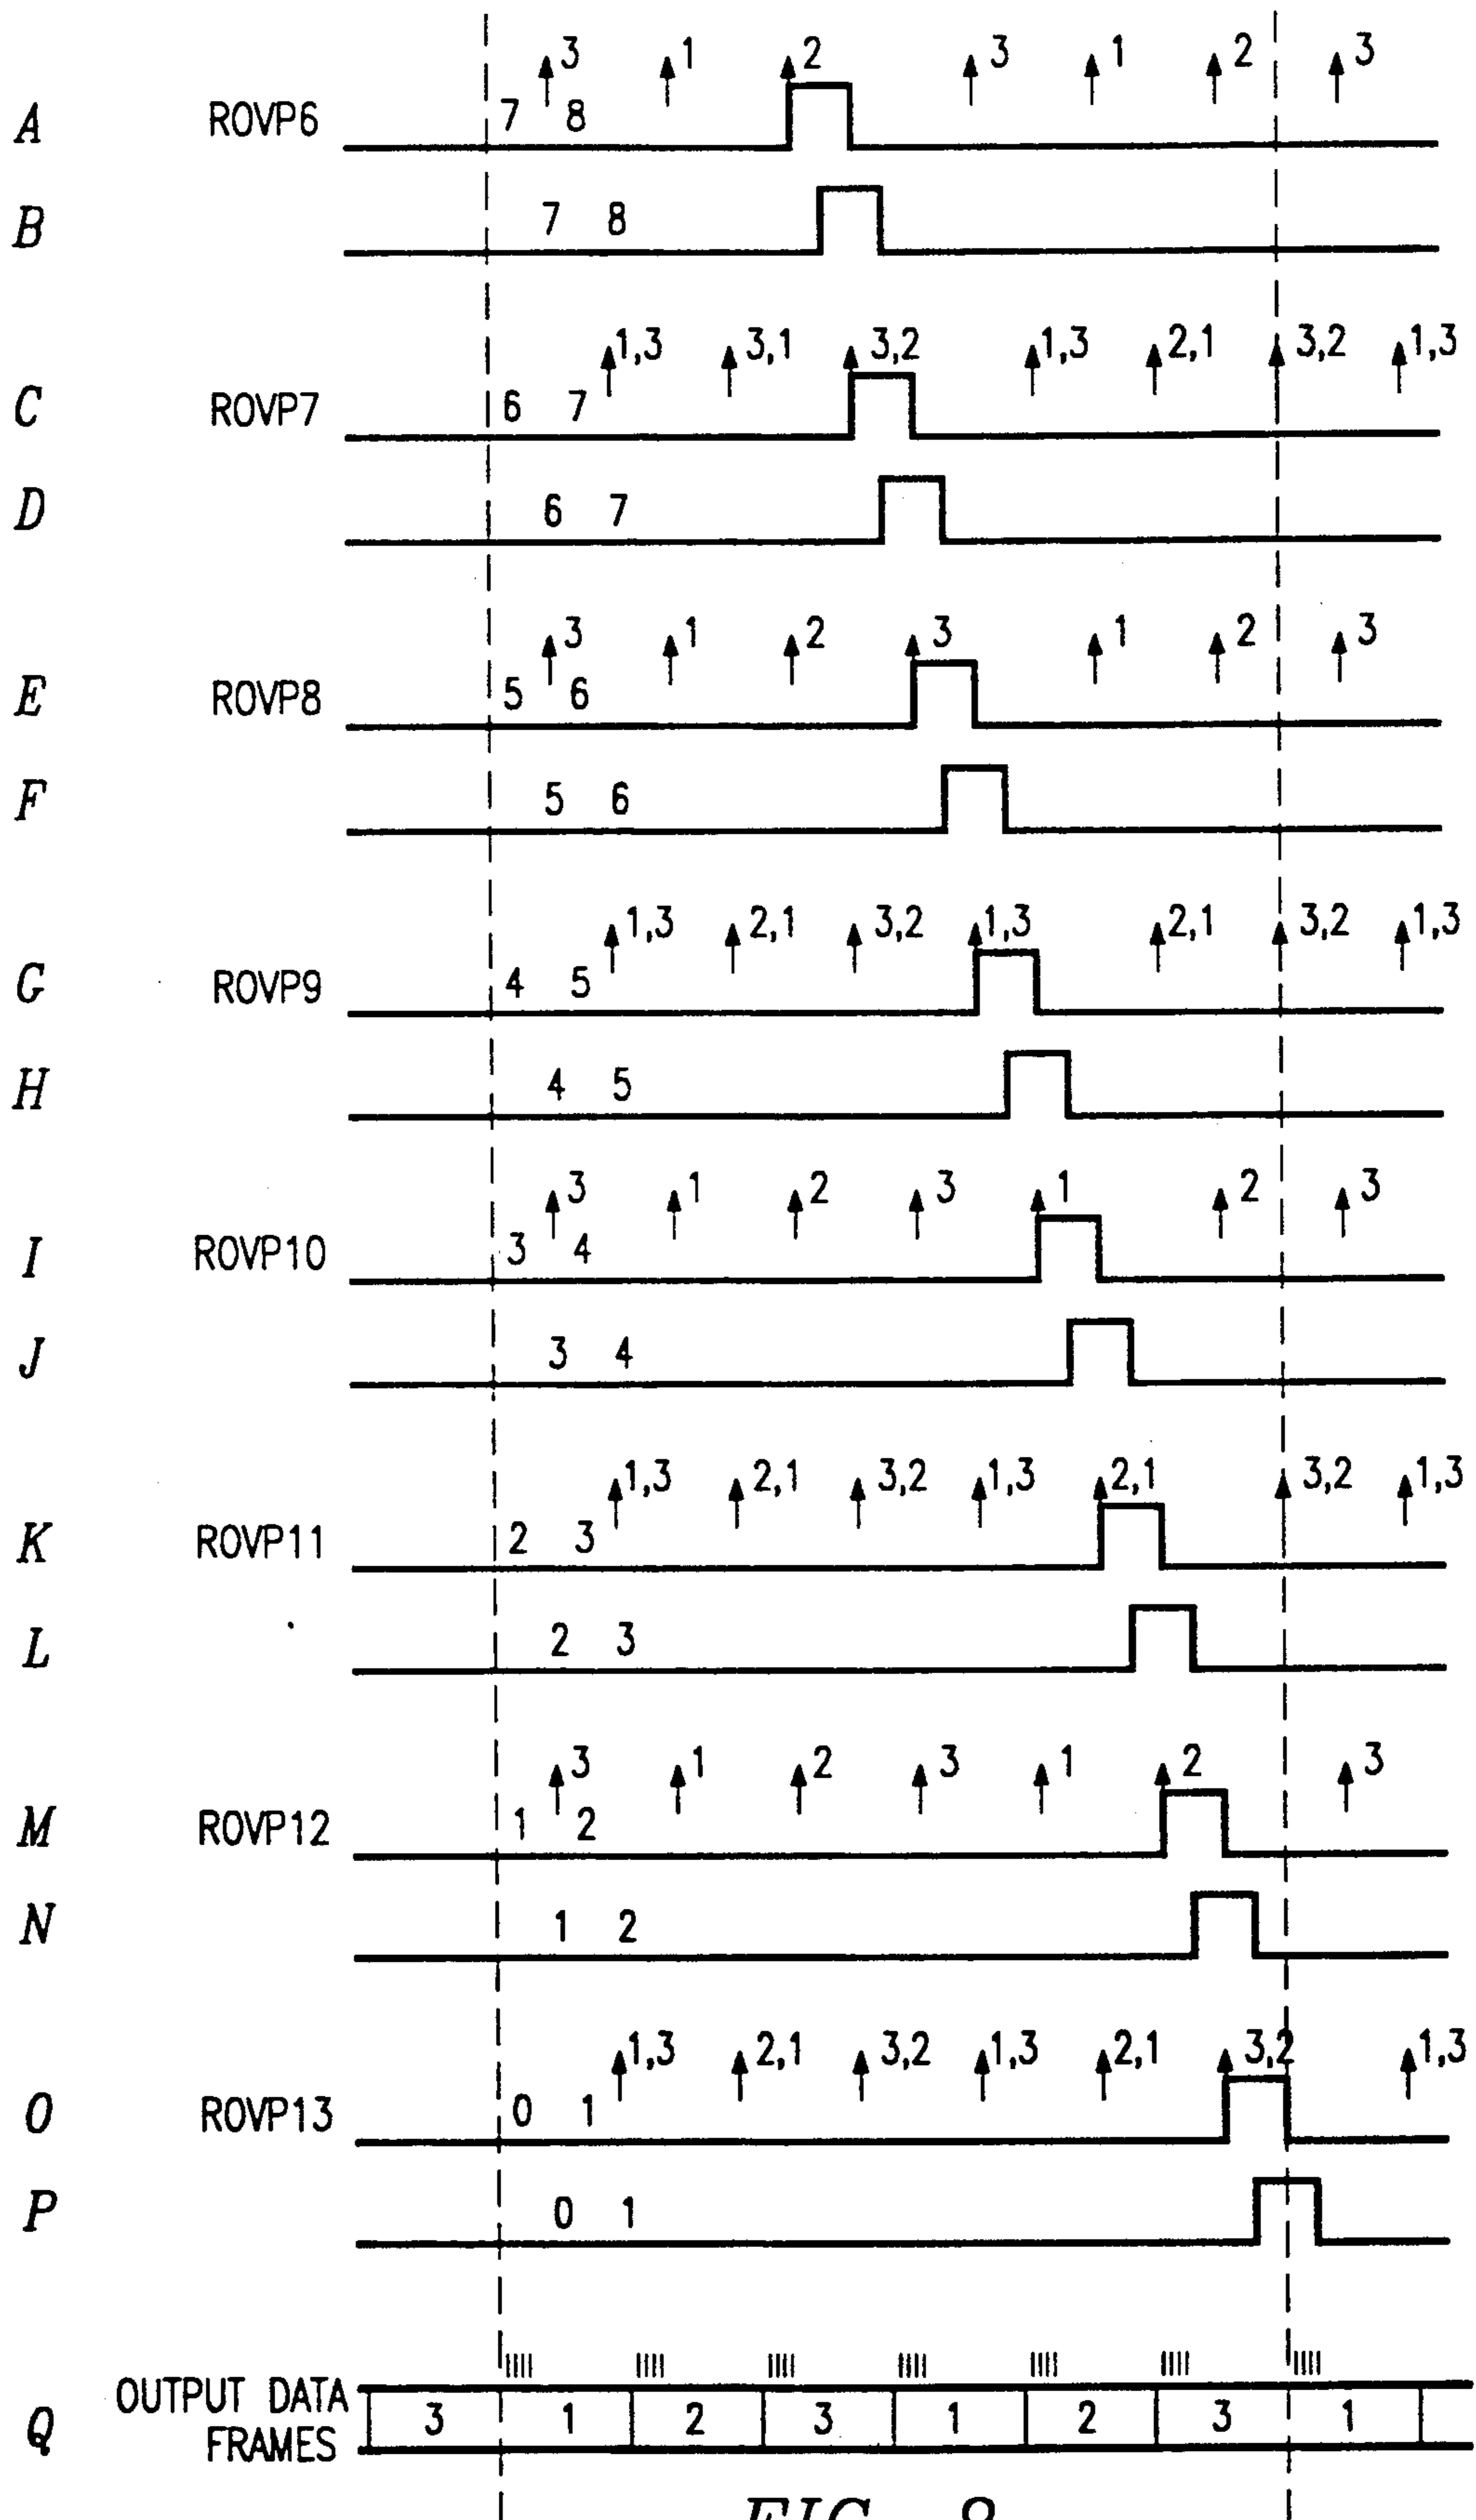 3 1 2 3 1 2 3
A ROVP6 7 8
B 7 8
1,3 3,1 3,2 1,3 2,1 3,2 1,3
C ROVP7 6 7
D 6 7
3 1 2 3 1 2 3
E ROVP8 5 6
F 5 6
1,3 2,1 3,2 1,3 2,1 3,2 1,3
G ROVP9 4 5
H 4 5
3 1 2 3 1 2 3
I ROVP10 3 4
J 3 4
1,3 2,1 3,2 1,3 2,1 3,2 1,3
K ROVP11 2 3
L 2 3
3 1 2 3 1 2 3
M ROVP12 1 2
N 1 2
1,3 2,1 3,2 1,3 2,1 3,2 1,3
O ROVP13 0 1
P 0 1
OUTPUT DATA
Q FRAMES 3 1 2 3 1 2 3 1